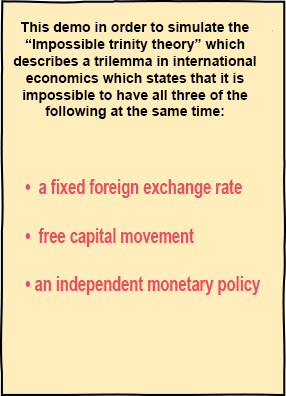 This demo in order to simulate the
“Impossible trinity theory” which
describes a trilemma in international
economics which states that it is
impossible to have all three of the
following at the same time:
• a fixed foreign exchange rate
• free capital movement
• an independent monetary policy